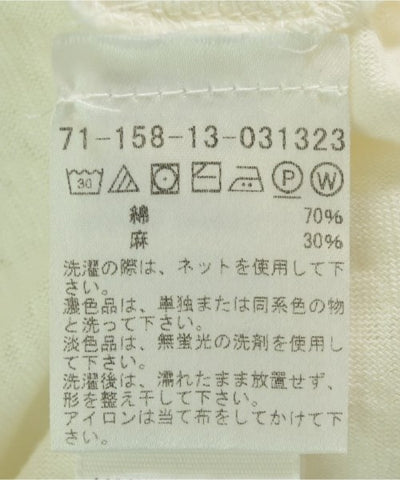 71-158-13-031323
30 P W
綿 70%
麻 30%
洗濯の際は、ネットを使用して下
さい。
濃色品は、単独または同系色の物
と洗って下さい。
淡色品は、無蛍光の洗剤を使用し
て下さい。
洗濯後は、濡れたまま放置せず、
形を整え干して下さい。
アイロンは当て布をしてかけて下
さい。